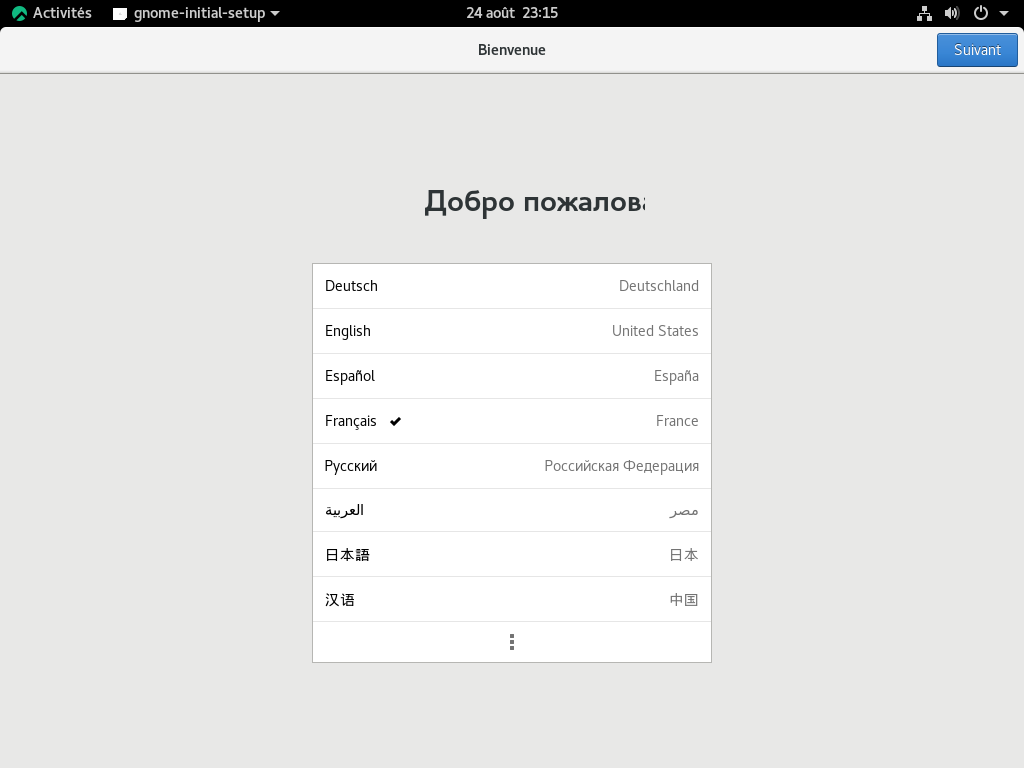 Activités gnome-initial-setup 24 août 23:15
Bienvenue Suivant
Добро пожалов
Deutsch Deutschland
English United States
Español España
Français France
Русский Российская Федерация
العربية مصر
日本語 日本
汉语 中国